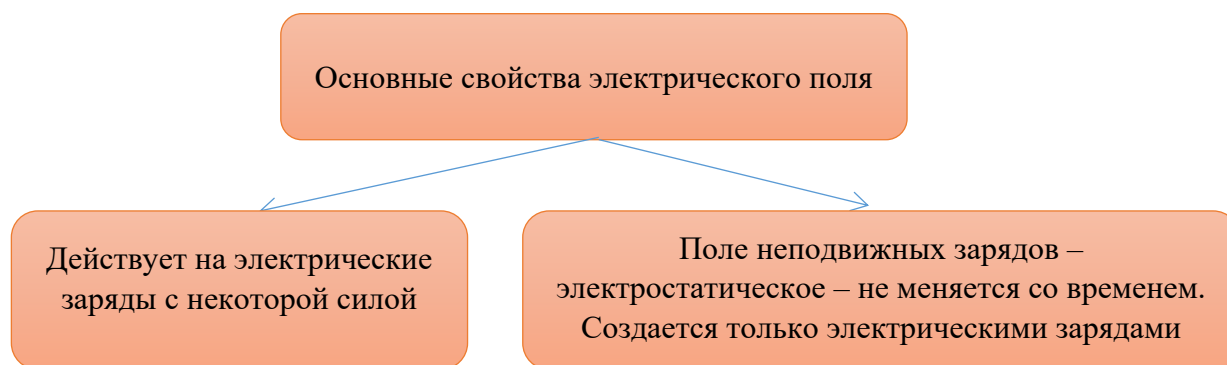 Основные свойства электрического поля
Действует на электрические
заряды с некоторой силой
Поле неподвижных зарядов –
электростатическое – не меняется со временем.
Создается только электрическими зарядами